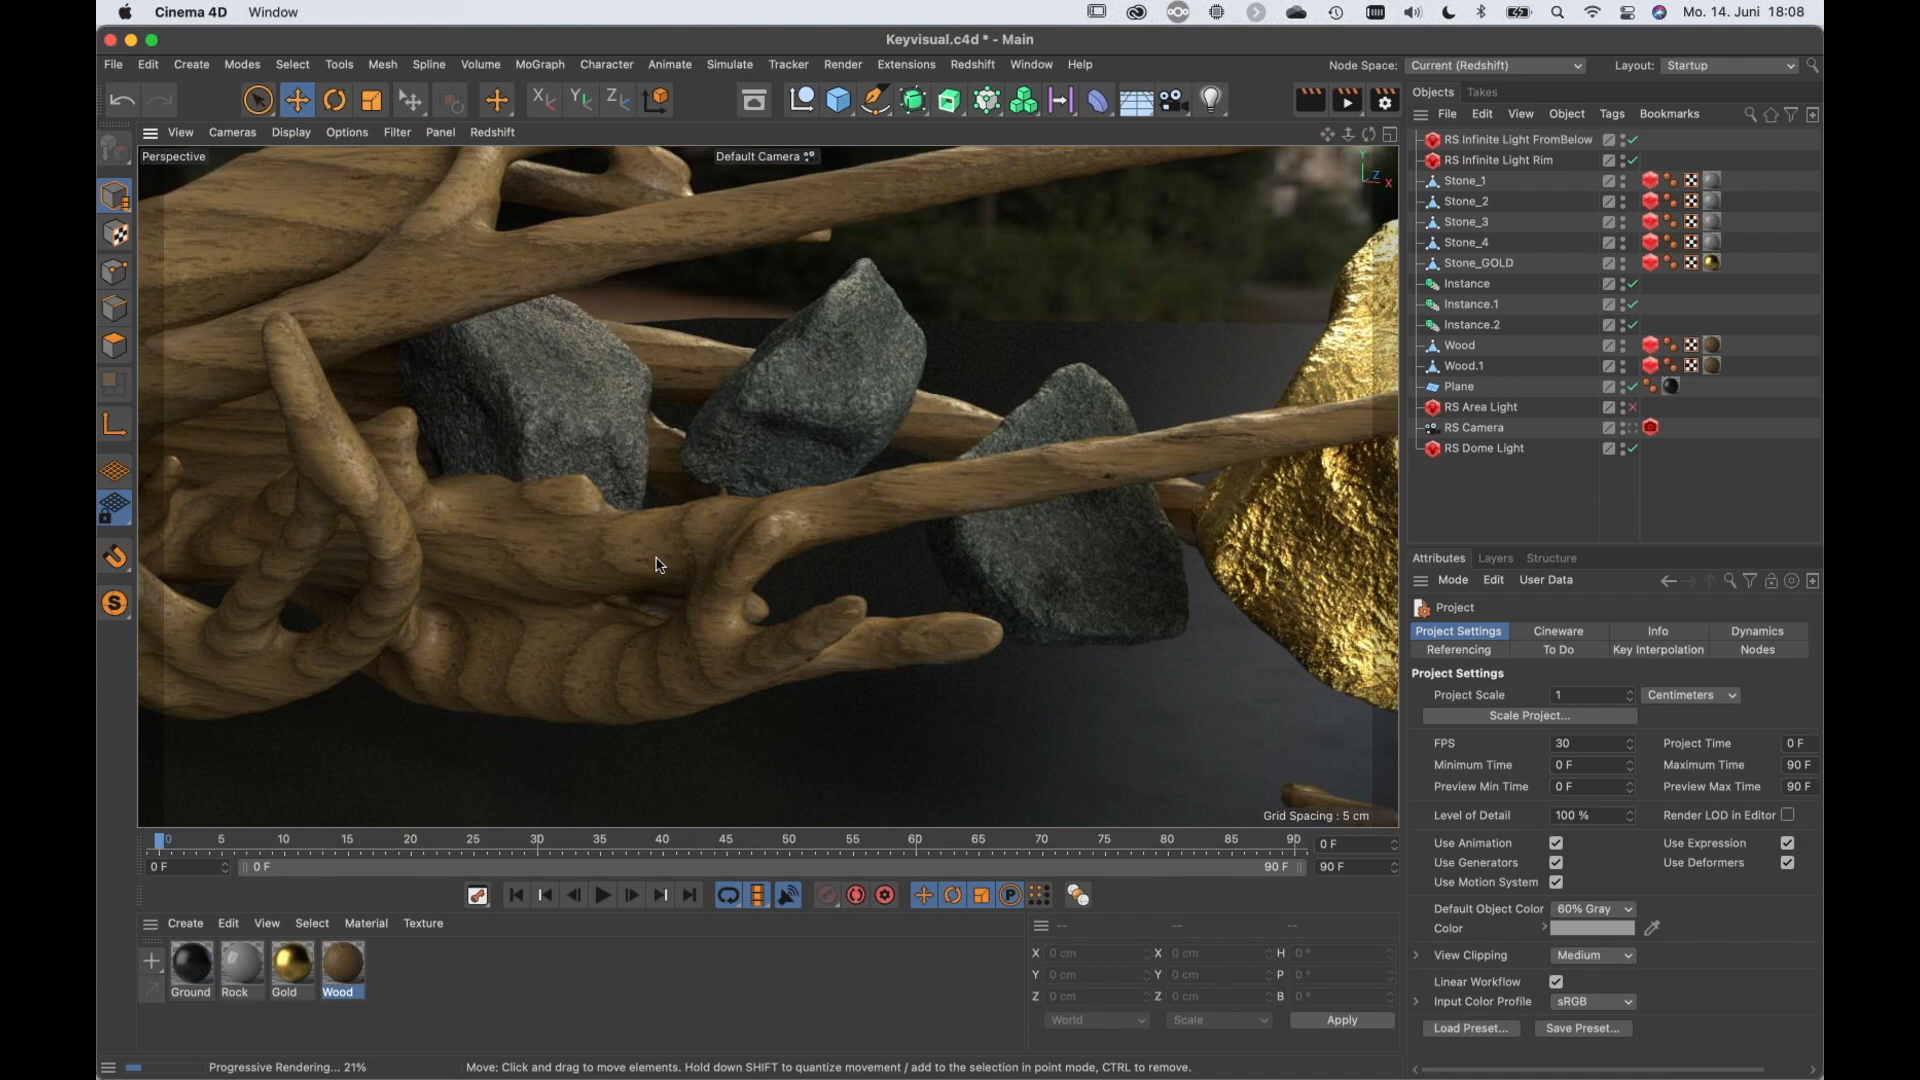 Cinema 4D Window Mo. 14. Juni 18:08
Keyvisual.c4d * - Main
File Edit Create Modes Select Tools Mesh Spline Volume MoGraph Character Animate Simulate Tracker Render Extensions Redshift Window Help Node Space: Current (Redshift) Layout: Startup
Objects Takes
File Edit View Object Tags Bookmarks
View Cameras Display Options Filter Panel Redshift
Perspective Default Camera
Y
Z
X
RS Infinite Light FromBelow
RS Infinite Light Rim
Stone_1
Stone_2
Stone_3
Stone_4
Stone_GOLD
Instance
Instance.1
Instance.2
Wood
Wood.1
Plane
RS Area Light
RS Camera
RS Dome Light
Attributes Layers Structure
Mode Edit User Data
Project
Project Settings Cineware Info Dynamics
Referencing To Do Key Interpolation Nodes
Project Settings
Project Scale 1 Centimeters
Scale Project...
FPS 30 Project Time 0 F
Minimum Time 0 F Maximum Time 90 F
Preview Min Time 0 F Preview Max Time 90 F
Level of Detail 100 % Render LOD in Editor
Use Animation Use Expression
Use Generators Use Deformers
Use Motion System
Default Object Color 60% Gray
Color
View Clipping Medium
Linear Workflow
Input Color Profile sRGB
Load Preset... Save Preset...
Grid Spacing : 5 cm
0 5 10 15 20 25 30 35 40 45 50 55 60 65 70 75 80 85 90 0 F
0 F 0 F 90 F 90 F
Create Edit View Select Material Texture
Ground Rock Gold Wood
-- -- --
X 0 cm X 0 cm H 0 °
Y 0 cm Y 0 cm P 0 °
Z 0 cm Z 0 cm B 0 °
World Scale Apply
Progressive Rendering... 21% Move: Click and drag to move elements. Hold down SHIFT to quantize movement / add to the selection in point mode, CTRL to remove.